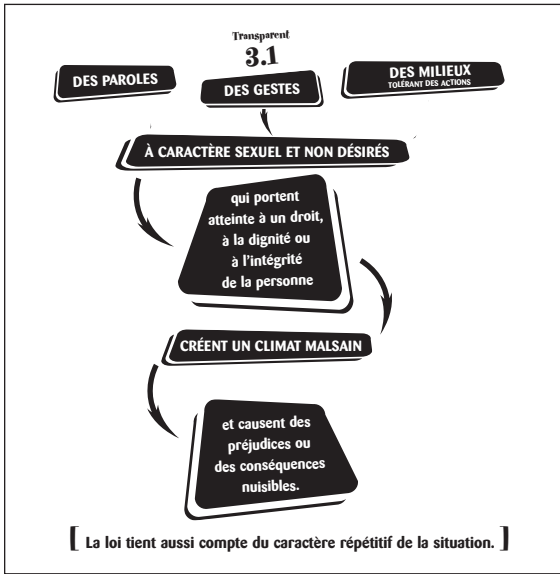 Transparent
3.1
DES PAROLES
DES GESTES
DES MILIEUX
TOLÉRANT DES ACTIONS
À CARACTÈRE SEXUEL ET NON DÉSIRÉS
qui portent
atteinte à un droit,
à la dignité ou
à l'intégrité
de la personne
CRÉENT UN CLIMAT MALSAIN
et causent des
préjudices ou
des conséquences
nuisibles.
[ La loi tient aussi compte du caractère répétitif de la situation. ]